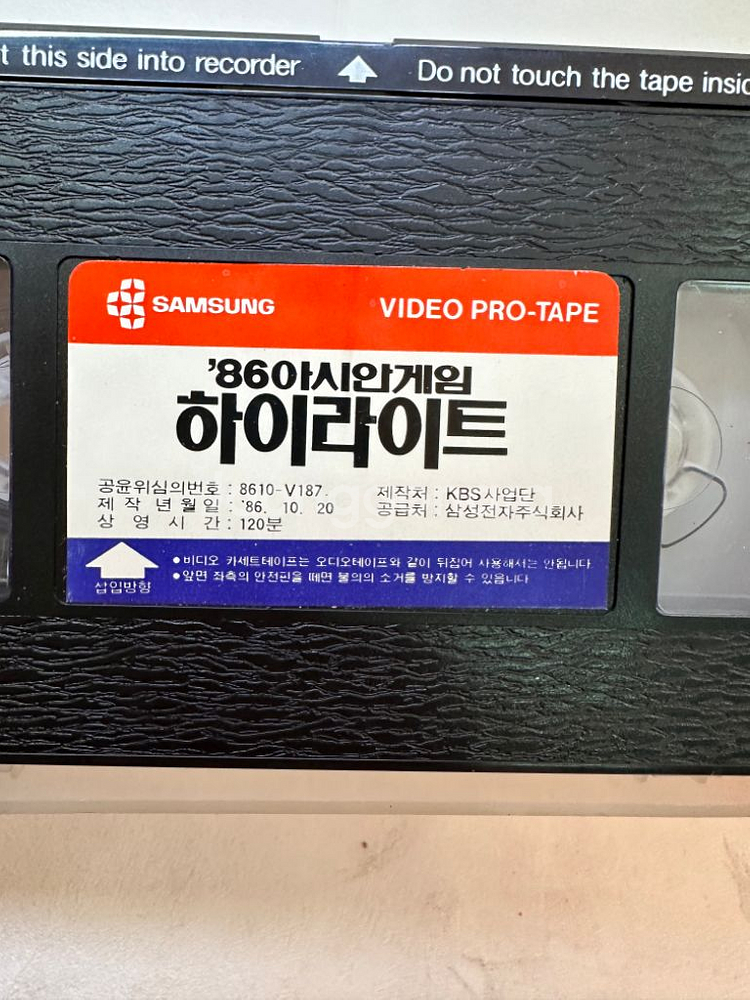 t this side into recorder Do not touch the tape insid
SAMSUNG VIDEO PRO-TAPE
'86아시안게임
하이라이트
공윤위심의번호 : 8610-V187.
제작년월일 : '86. 10. 20
상영시간 : 120분
제작처 : KBS사업단
공급처 : 삼성전자주식회사
삽입방향
●비디오 카세트테이프는 오디오테이프와 같이 뒤집어 사용해서는 안됩니다.
●앞면 좌측의 안전핀을 떼면 불의의 소거를 방지할 수 있읍니다